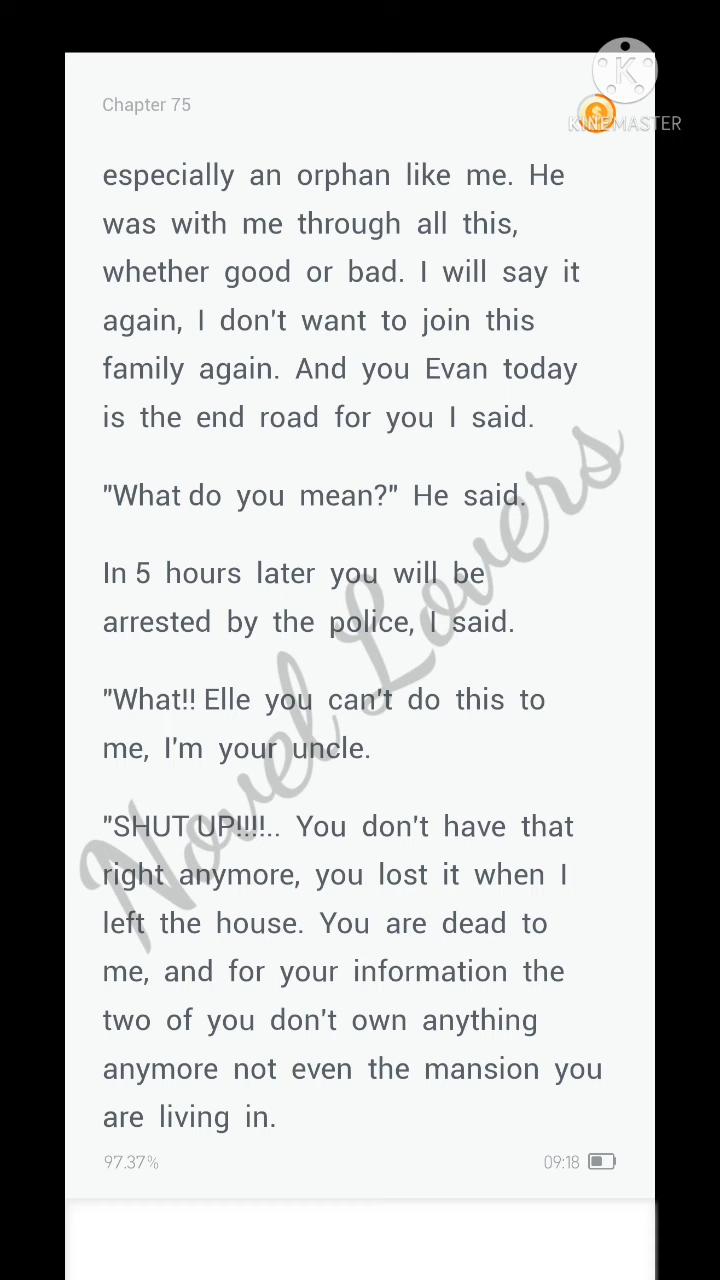 Chapter 75
K
KINEMASTER
especially an orphan like me. He
was with me through all this,
whether good or bad. I will say it
again, I don't want to join this
family again. And you Evan today
is the end road for you I said.
"What do you mean?" He said.
In 5 hours later you will be
arrested by the police, I said.
"What!! Elle you can't do this to
me, I'm your uncle.
"SHUT UP!!!!.. You don't have that
right anymore, you lost it when I
left the house. You are dead to
me, and for your information the
two of you don't own anything
anymore not even the mansion you
are living in.
Novel Lovers
97.37%
09:18